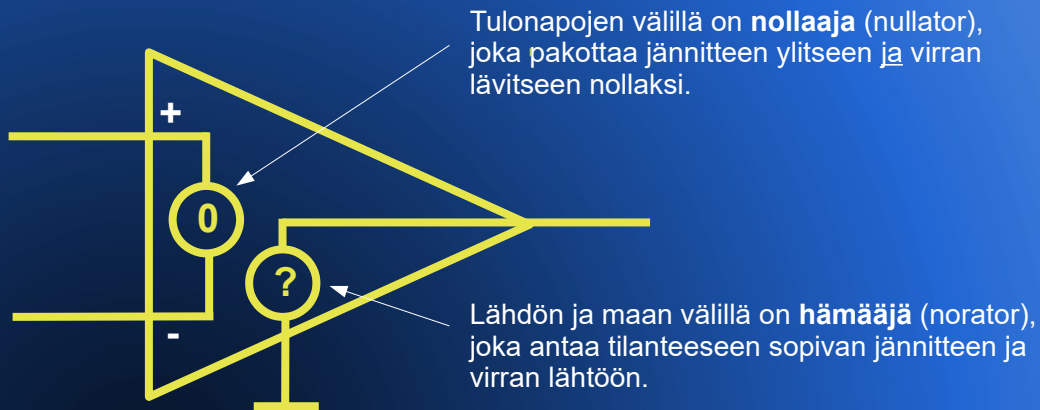 Tulonapojen välillä on nollaaja (nullator),
joka pakottaa jännitteen ylitseen ja virran
lävitseen nollaksi.
+
0
?
-
Lähdön ja maan välillä on hämääjä (norator),
joka antaa tilanteeseen sopivan jännitteen ja
virran lähtöön.